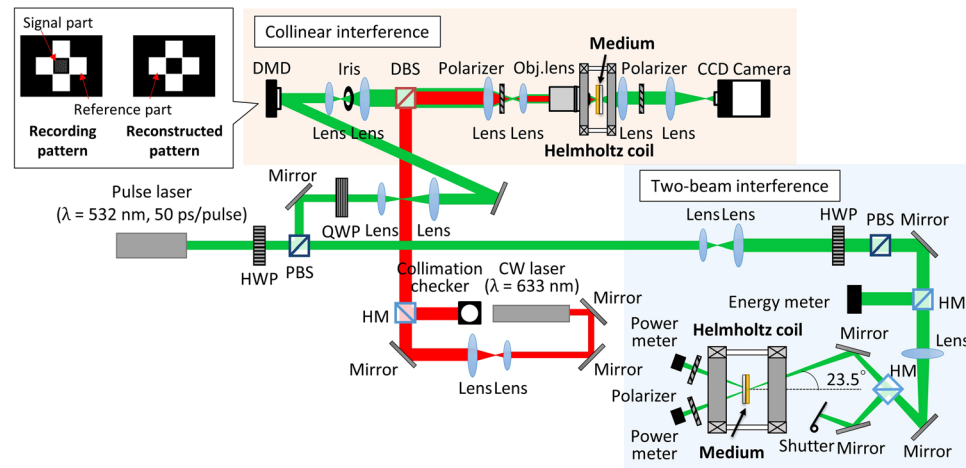 Signal part
Reference part
Recording
pattern
Reconstructed
pattern
Collinear interference
DMD
Iris
DBS
Polarizer
Obj.lens
Medium
Polarizer
CCD Camera
Lens
Lens
Lens
Lens
Lens
Lens
Helmholtz coil
Mirror
Pulse laser
(λ = 532 nm, 50 ps/pulse)
QWP
Lens
Lens
HWP
PBS
Two-beam interference
Lens
Lens
HWP
PBS
Mirror
Collimation
checker
CW laser
(λ = 633 nm)
HM
Mirror
Mirror
Lens
Lens
Mirror
Energy meter
HM
Power
meter
Helmholtz coil
Mirror
Lens
HM
23.5°
Polarizer
Power
meter
Medium
Shutter
Mirror
Mirror